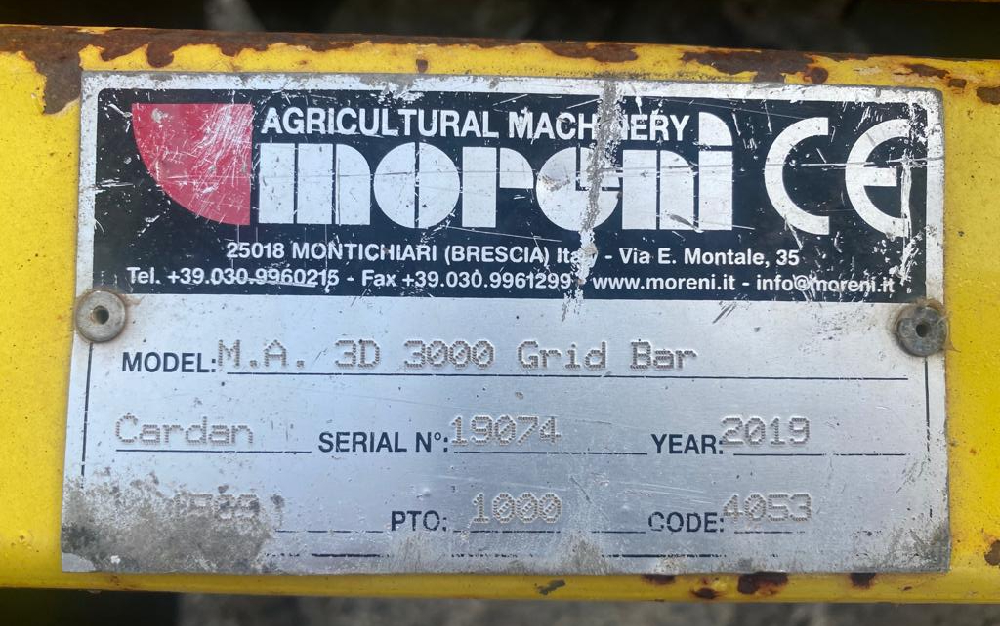 AGRICULTURAL MACHINERY
moreni CE
25018 MONTICHIARI (BRESCIA) Italy - Via E. Montale, 35
Tel. +39.030.9960215 - Fax +39.030.9961299 - www.moreni.it - info@moreni.it
MODEL: M.A. 3D 3000 Grid Bar
Cardan SERIAL N°: 19074 YEAR: 2019
PTO: 1000 CODE: 4053